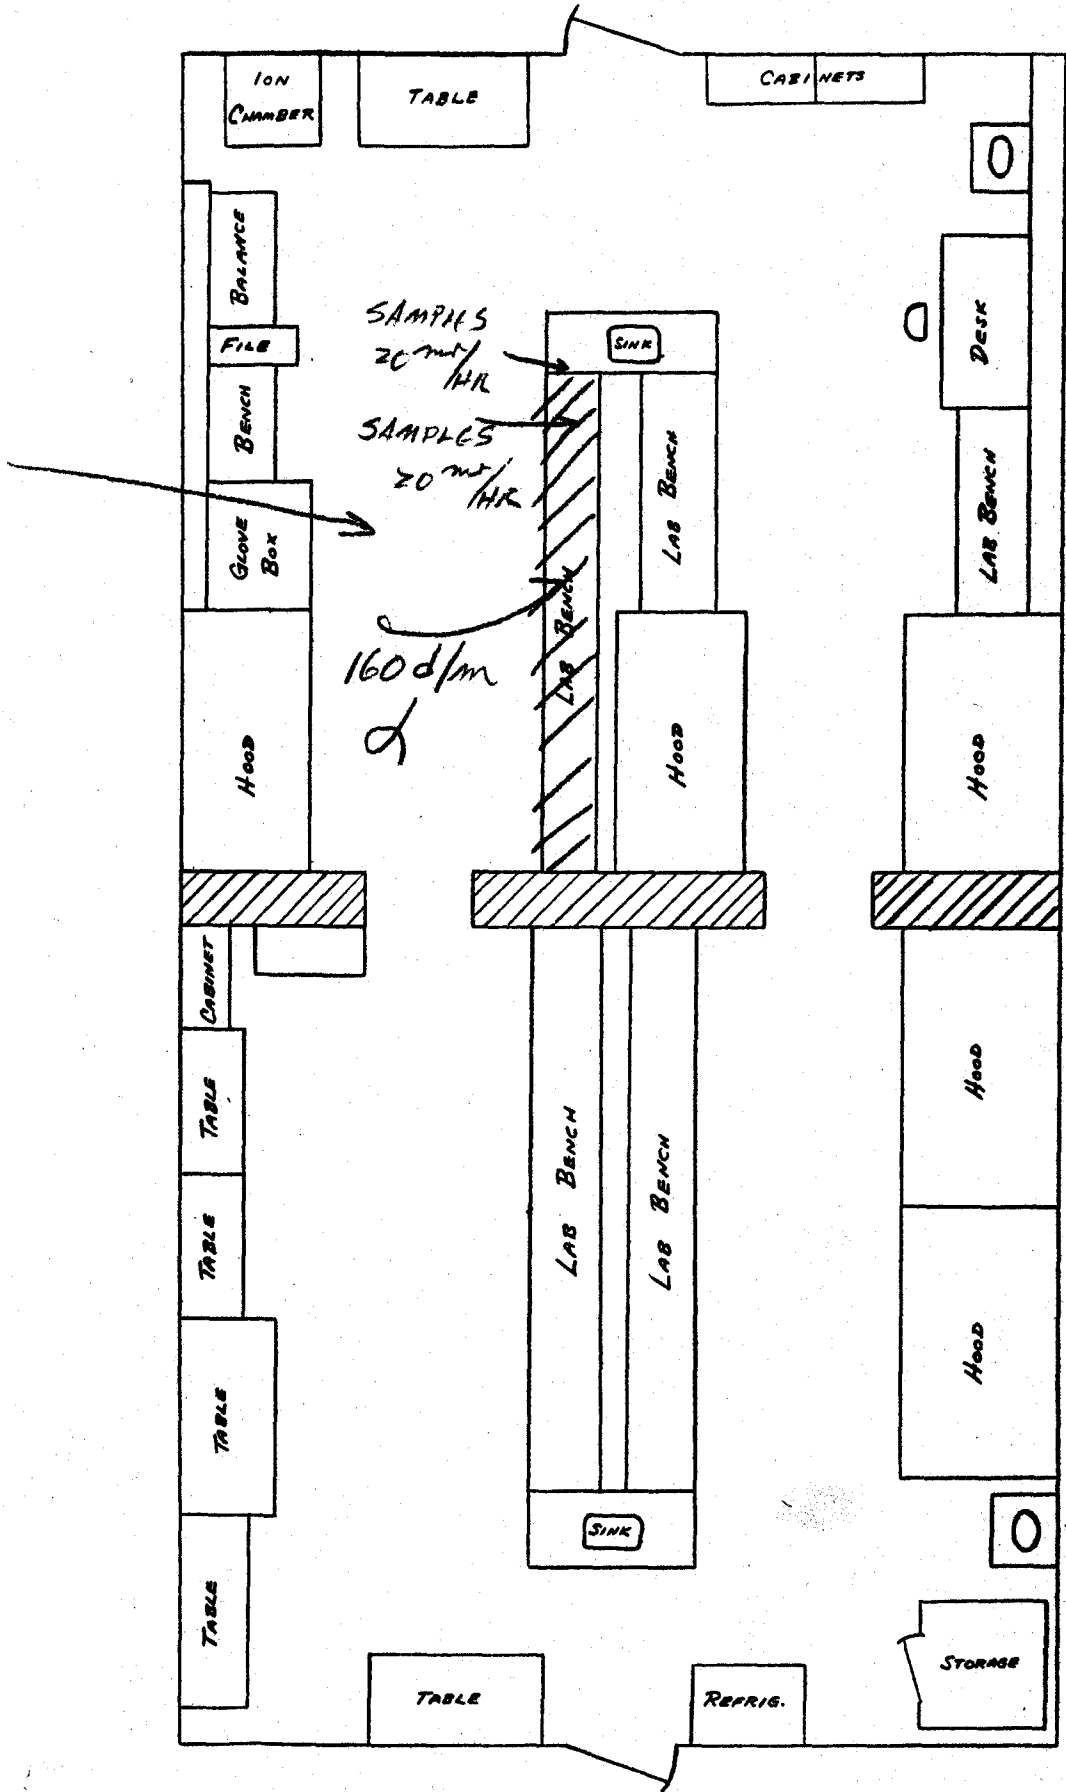 ION
CHAMBER
TABLE
CABINETS
BALANCE
FILE
BENCH
GLOVE
BOX
HOOD
SAMPLES
20 mr/
HR
SAMPLES
20 mr/
HR
160 d/m
α
SINK
LAB BENCH
LAB BENCH
HOOD
DESK
LAB BENCH
HOOD
CABINET
TABLE
TABLE
TABLE
TABLE
LAB BENCH
LAB BENCH
SINK
HOOD
HOOD
STORAGE
TABLE
REFRIG.